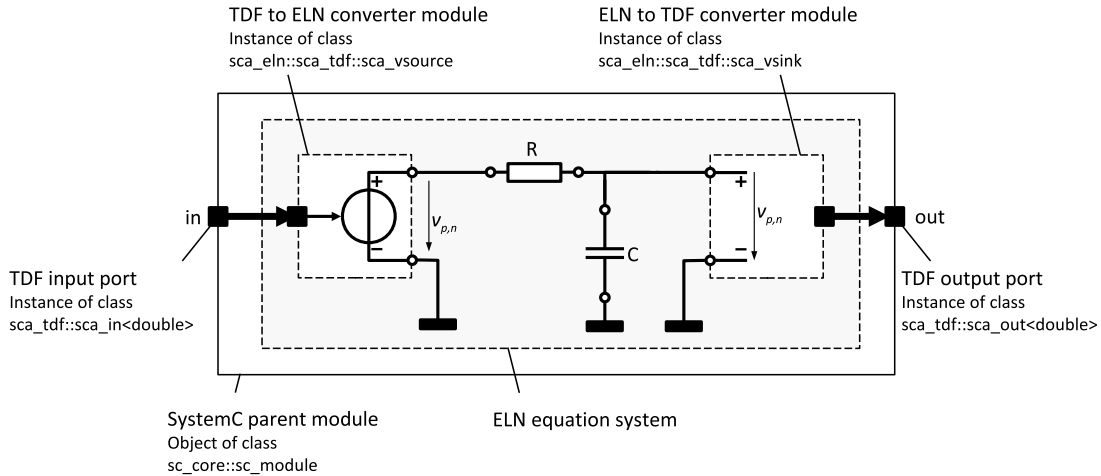 TDF to ELN converter module
Instance of class
sca_eln::sca_tdf::sca_vsource
ELN to TDF converter module
Instance of class
sca_eln::sca_tdf::sca_vsink
R
+
+
in
v p,n
v p,n
out
−
−
C
TDF input port
Instance of class
sca_tdf::sca_in<double>
TDF output port
Instance of class
sca_tdf::sca_out<double>
SystemC parent module
Object of class
sc_core::sc_module
ELN equation system